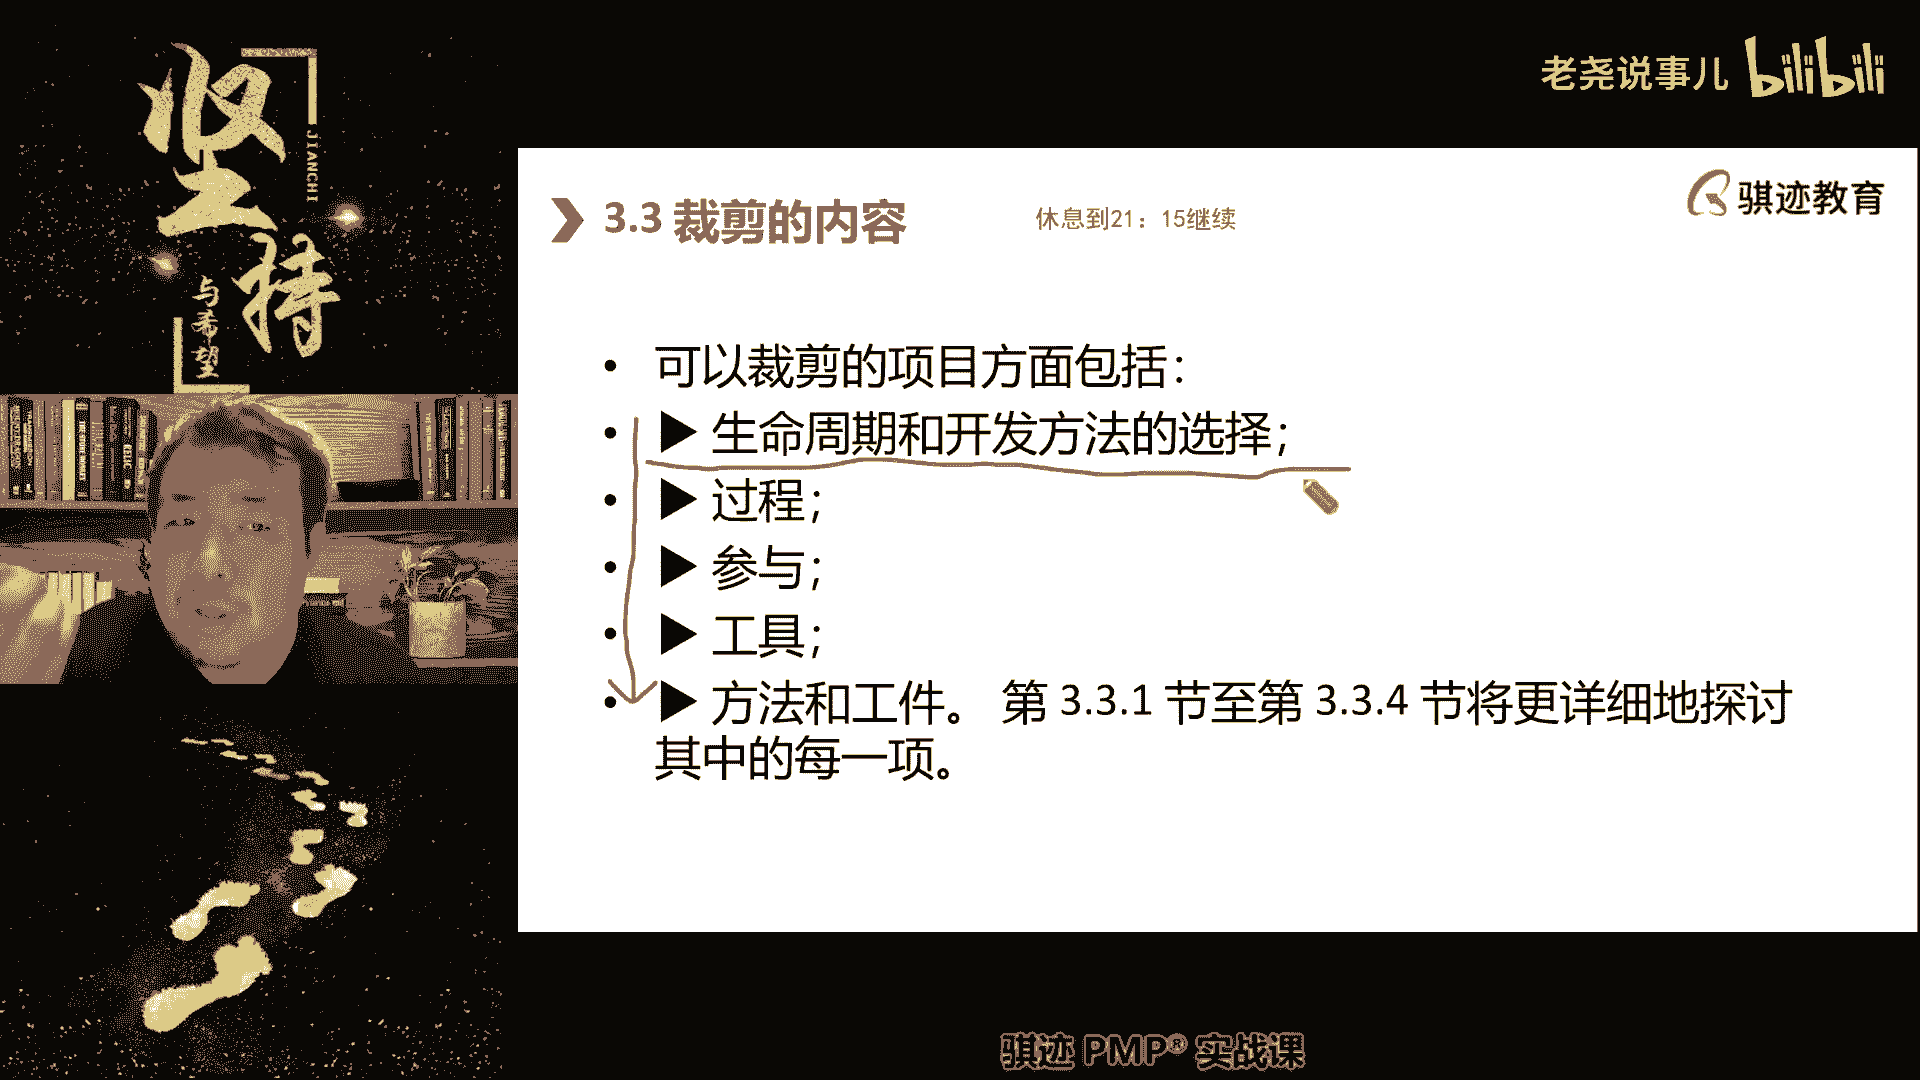 坚持
JIANCHI
与希望
老尧说事儿 bilibili
骐迹教育
3.3 裁剪的内容
休息到21：15继续
• 可以裁剪的项目方面包括：
• ▶ 生命周期和开发方法的选择；
• ▶ 过程；
• ▶ 参与；
• ▶ 工具；
• ▶ 方法和工件。 第 3.3.1 节至第 3.3.4 节将更详细地探讨
其中的每一项。
骐迹 PMP® 实战课